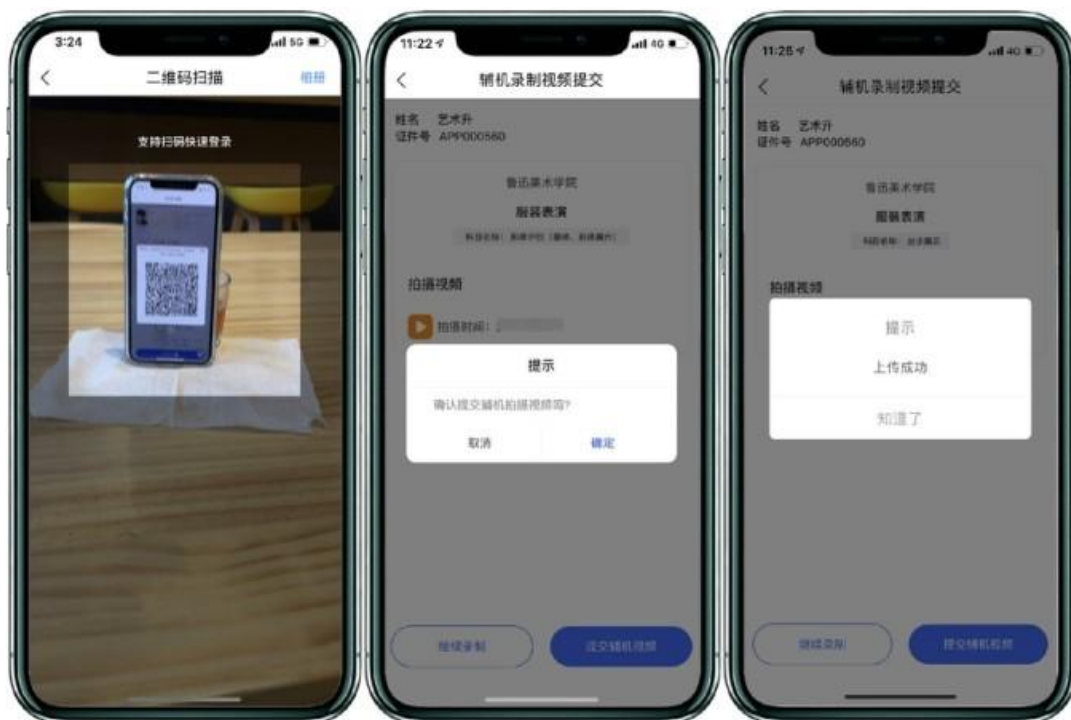 3:24
5G
二维码扫描
相册
支持扫码快速登录
11:22
4G
辅机录制视频提交
姓名 艺术升
证件号 APP000560
鲁迅美术学院
服装表演
拍摄视频
拍摄时间:
提示
确认提交辅机拍摄视频吗?
取消
确定
继续录制
提交辅机视频
11:26
4G
辅机录制视频提交
姓名 艺术升
证件号 APP000560
鲁迅美术学院
服装表演
拍摄视频
提示
上传成功
知道了
继续录制
提交辅机视频